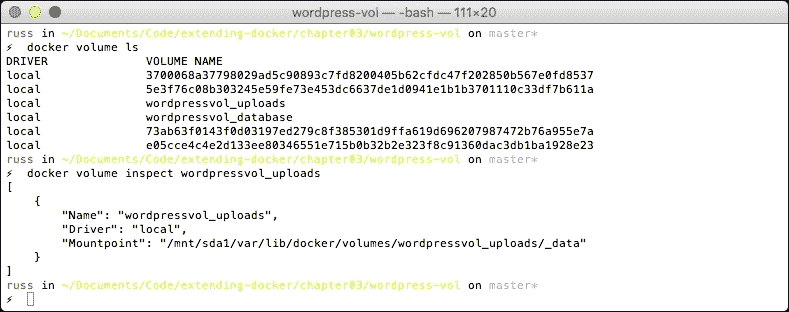 wordpress-vol — -bash — 111×20
russ in ~/Documents/Code/extending-docker/chapter03/wordpress-vol on master*
⚡ docker volume ls
DRIVER              VOLUME NAME
local               3700068a37798029ad5c90893c7fd8200405b62cfdc47f202850b567e0fd8537
local               5e3f76c08b303245e59fe73e453dc6637de1d0941e1b1b3701110c33df7b611a
local               wordpressvol_uploads
local               wordpressvol_database
local               73ab63f0143f0d03197ed279c8f385301d9ffa619d696207987472b76a955e7a
local               e05cce4c4e2d133ee80346551e715b0b32b2e323f8c91360dac3db1ba1928e23
russ in ~/Documents/Code/extending-docker/chapter03/wordpress-vol on master*
⚡ docker volume inspect wordpressvol_uploads
[
    {
        "Name": "wordpressvol_uploads",
        "Driver": "local",
        "Mountpoint": "/mnt/sda1/var/lib/docker/volumes/wordpressvol_uploads/_data"
    }
]
russ in ~/Documents/Code/extending-docker/chapter03/wordpress-vol on master*
⚡